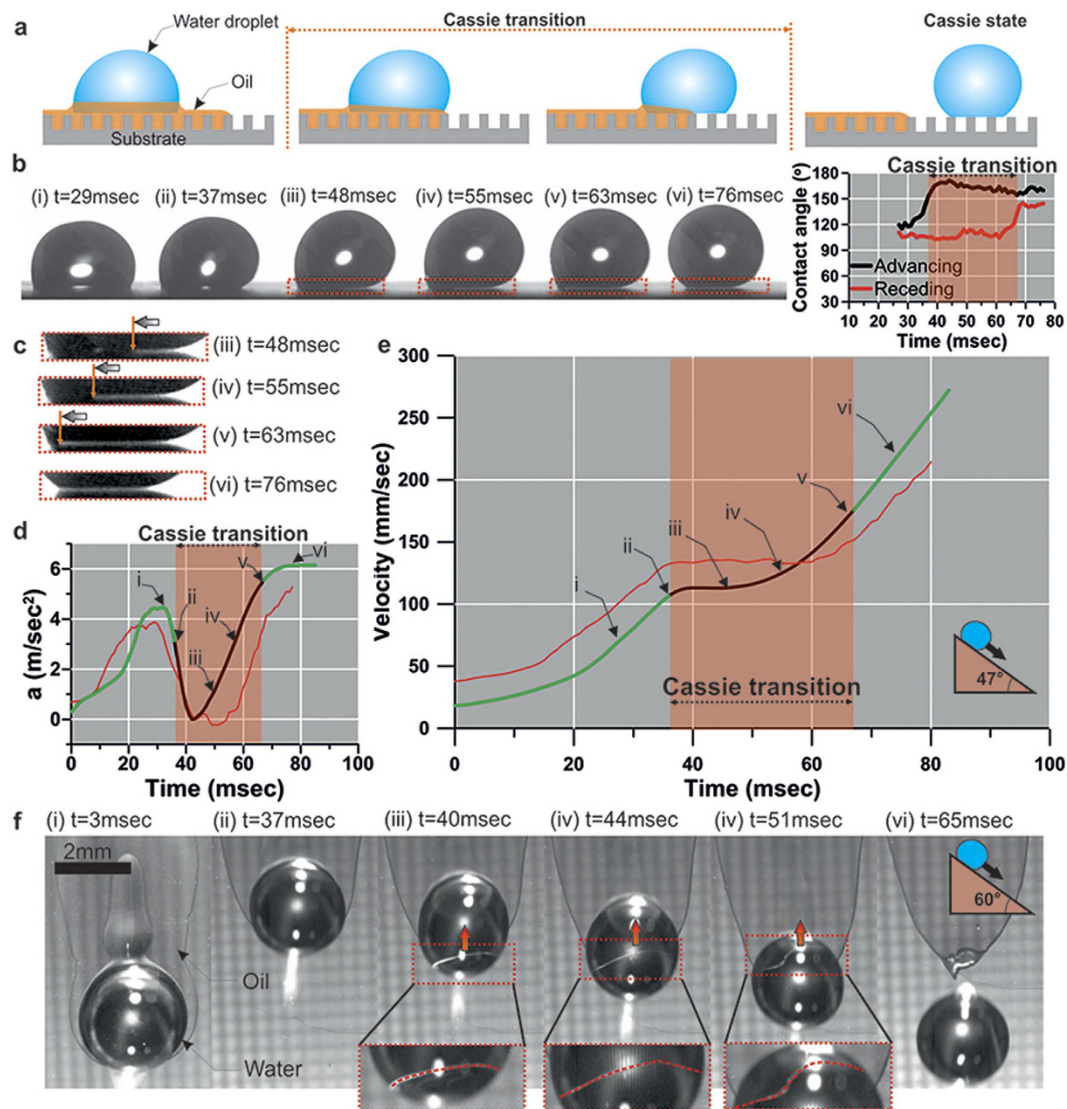 a
Water droplet
Oil
Substrate
Cassie transition
Cassie state
b
(i) t=29msec
(ii) t=37msec
(iii) t=48msec
(iv) t=55msec
(v) t=63msec
(vi) t=76msec
Cassie transition
Contact angle (°)
180
150
120
90
60
30
Advancing
Receding
10 20 30 40 50 60 70 80
Time (msec)
c
(iii) t=48msec
(iv) t=55msec
(v) t=63msec
(vi) t=76msec
d
Cassie transition
a (m/sec²)
6
4
2
0
i
ii
iii
iv
v
vi
0 20 40 60 80 100
Time (msec)
e
Velocity (mm/sec)
300
250
200
150
100
50
0
i
ii
iii
iv
v
vi
Cassie transition
47°
0 20 40 60 80 100
Time (msec)
f
(i) t=3msec
(ii) t=37msec
(iii) t=40msec
(iv) t=44msec
(iv) t=51msec
(vi) t=65msec
2mm
Oil
Water
60°